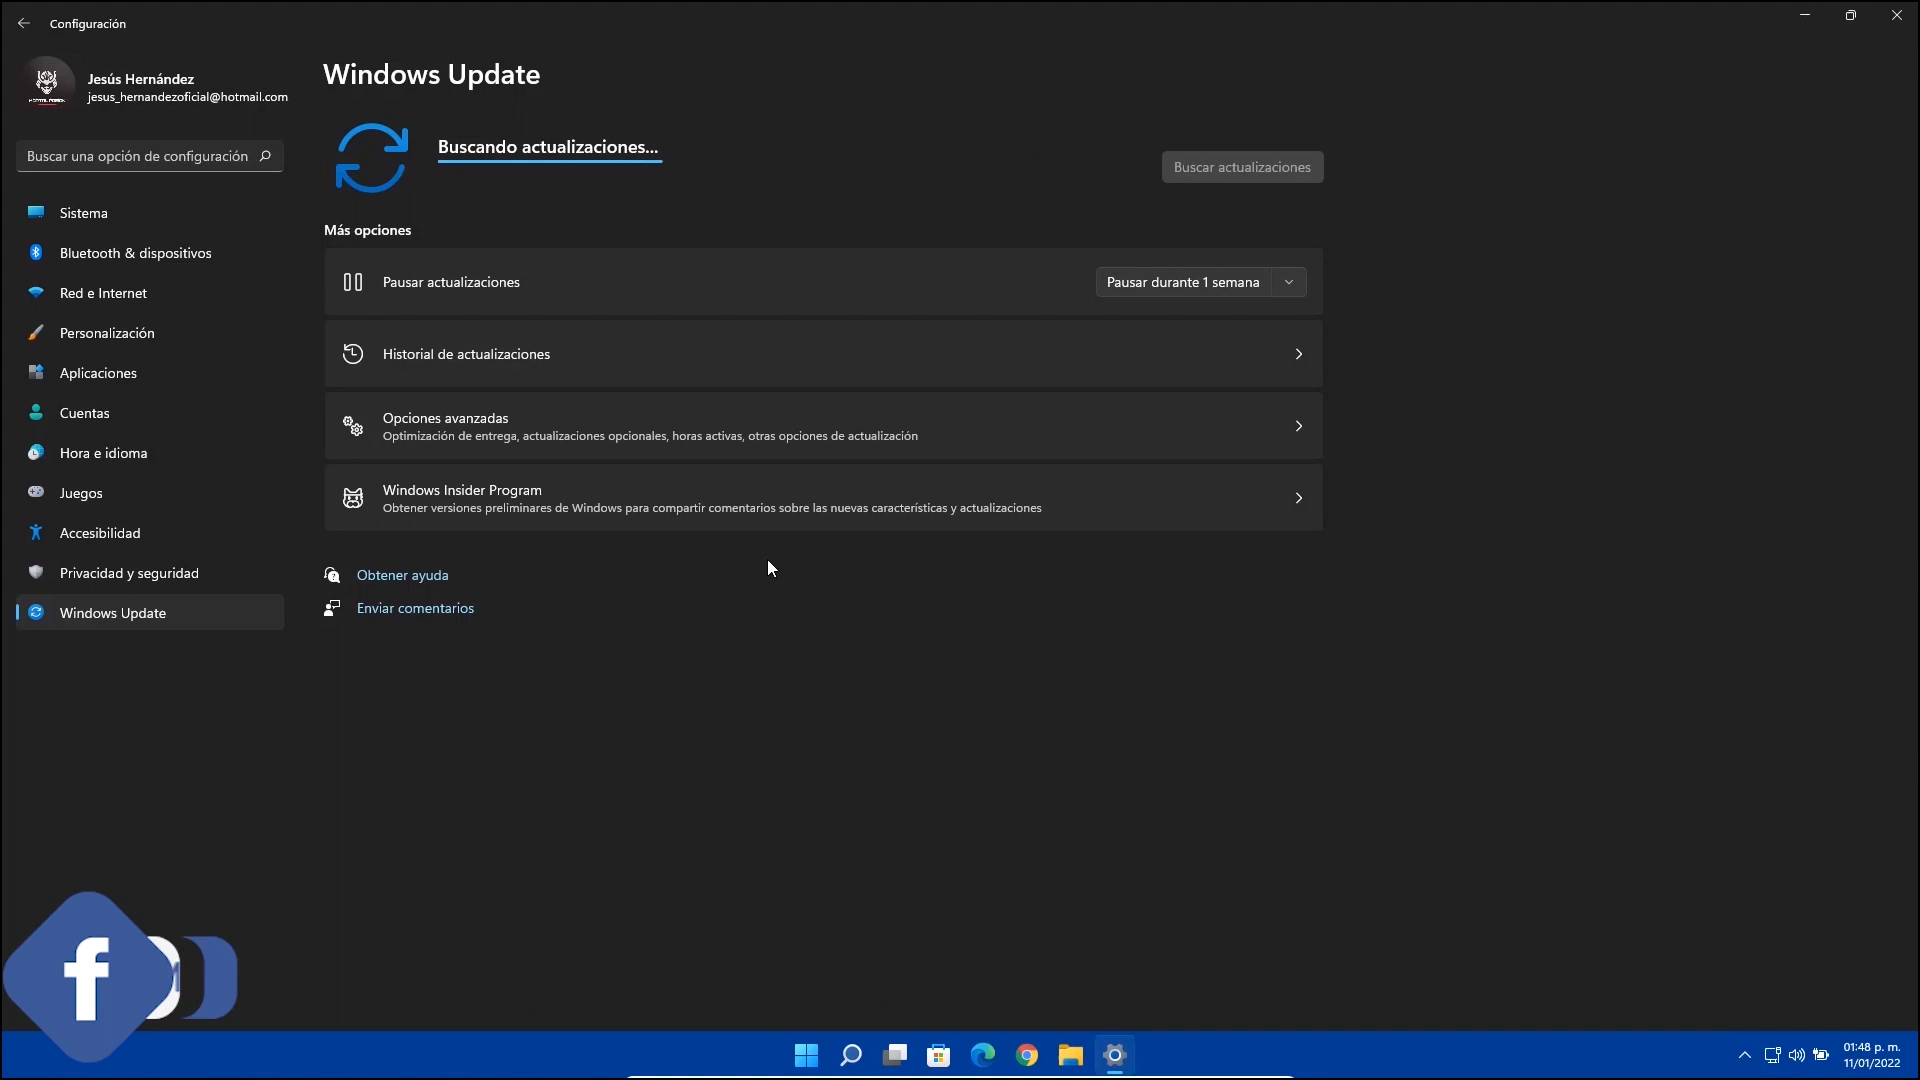 Configuración
Jesús Hernández
jesus_hernandezoficial@hotmail.com
Buscar una opción de configuración
Sistema
Bluetooth & dispositivos
Red e Internet
Personalización
Aplicaciones
Cuentas
Hora e idioma
Juegos
Accesibilidad
Privacidad y seguridad
Windows Update
Windows Update
Buscando actualizaciones...
Buscar actualizaciones
Más opciones
Pausar actualizaciones
Pausar durante 1 semana
Historial de actualizaciones
Opciones avanzadas
Optimización de entrega, actualizaciones opcionales, horas activas, otras opciones de actualización
Windows Insider Program
Obtener versiones preliminares de Windows para compartir comentarios sobre las nuevas características y actualizaciones
Obtener ayuda
Enviar comentarios
f
01:48 p. m.
11/01/2022